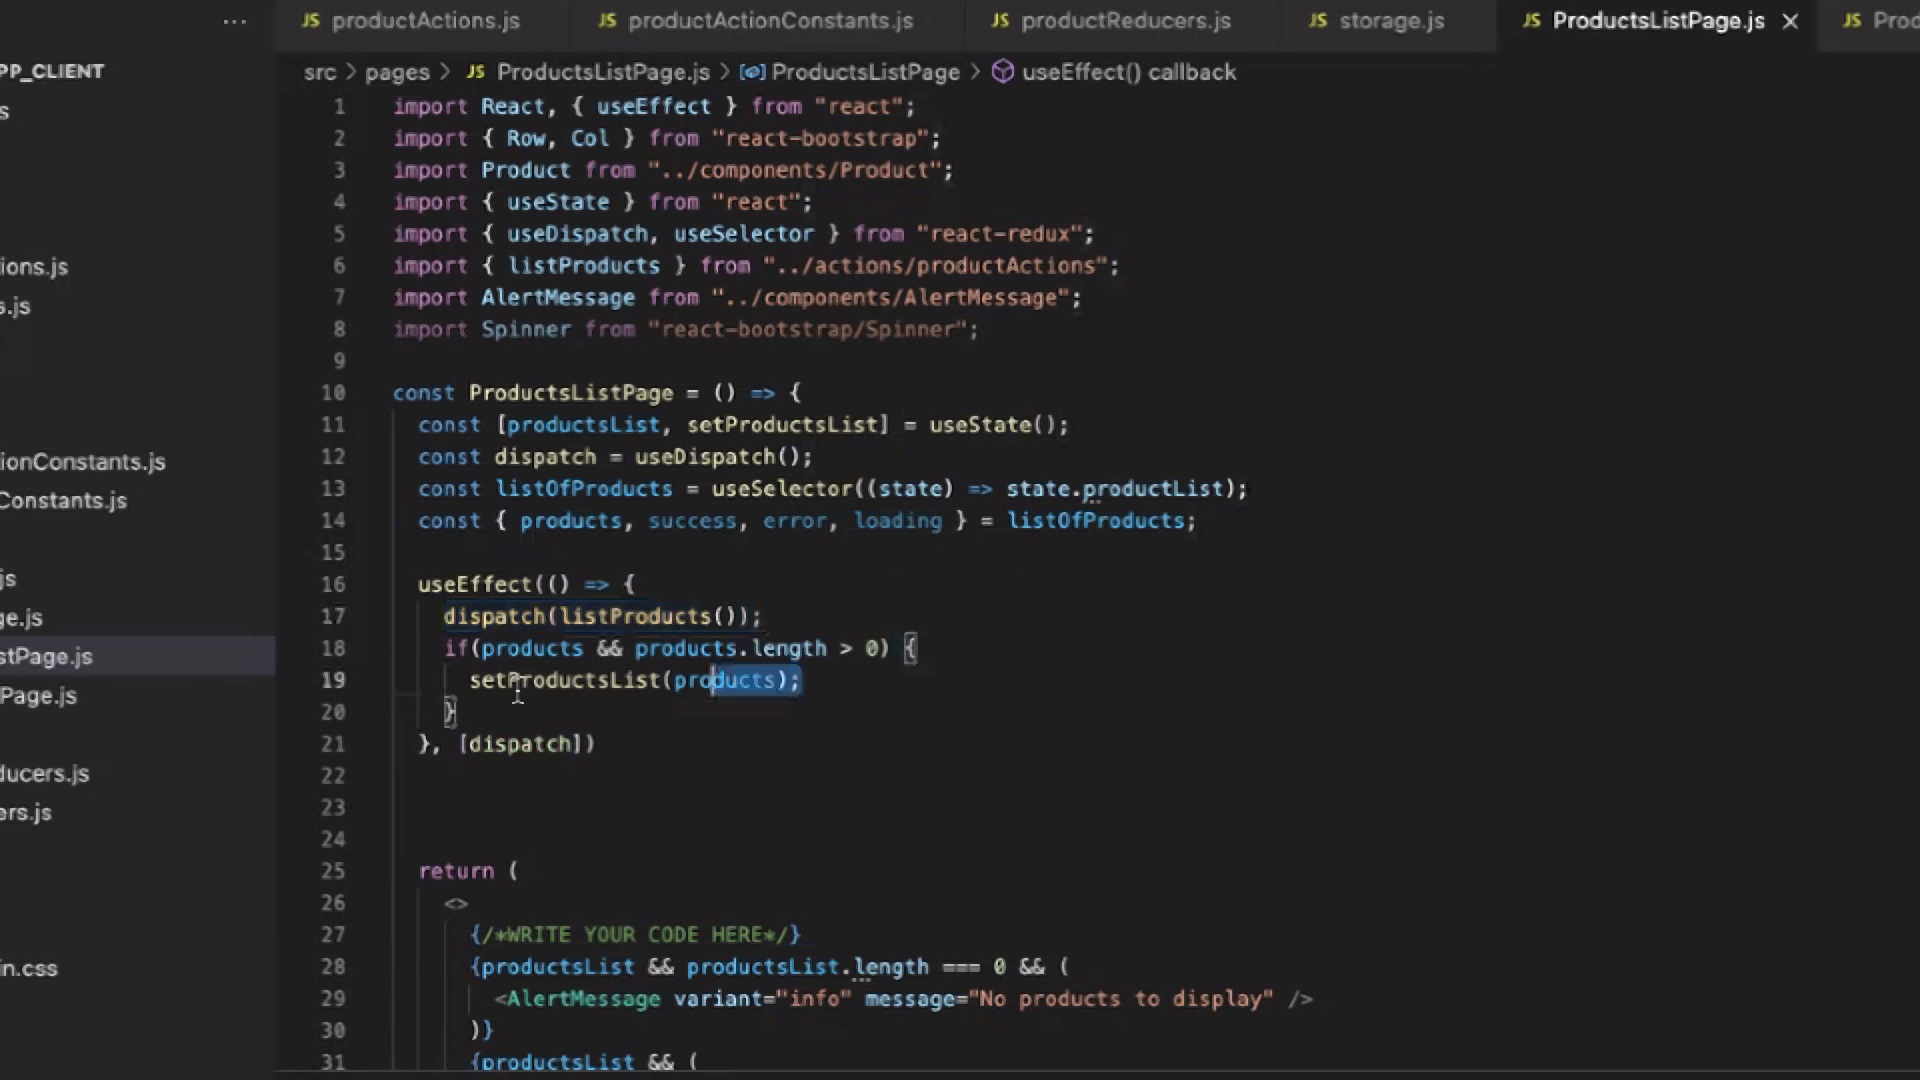 productActions.js productActionConstants.js productReducers.js storage.js ProductsListPage.js × Prod
PP_CLIENT
src > pages > JS ProductsListPage.js > ProductsListPage > useEffect() callback
s
ions.js
s.js
ionConstants.js
Constants.js
js
ge.js
stPage.js
Page.js
ducers.js
ers.js
in.css
1 import React, { useEffect } from "react";
2 import { Row, Col } from "react-bootstrap";
3 import Product from "../components/Product";
4 import { useState } from "react";
5 import { useDispatch, useSelector } from "react-redux";
6 import { listProducts } from "../actions/productActions";
7 import AlertMessage from "../components/AlertMessage";
8 import Spinner from "react-bootstrap/Spinner";
9
10 const ProductsListPage = () => {
11 const [productsList, setProductsList] = useState();
12 const dispatch = useDispatch();
13 const listOfProducts = useSelector((state) => state.productList);
14 const { products, success, error, loading } = listOfProducts;
15
16 useEffect(() => {
17 dispatch(listProducts());
18 if(products && products.length > 0) {
19 setProductsList(products);
20 }
21 }, [dispatch])
22
23
24
25 return (
26 <>
27 {/*WRITE YOUR CODE HERE*/}
28 {productsList && productsList.length === 0 && (
29 <AlertMessage variant="info" message="No products to display" />
30 )}
31 {productsList && (